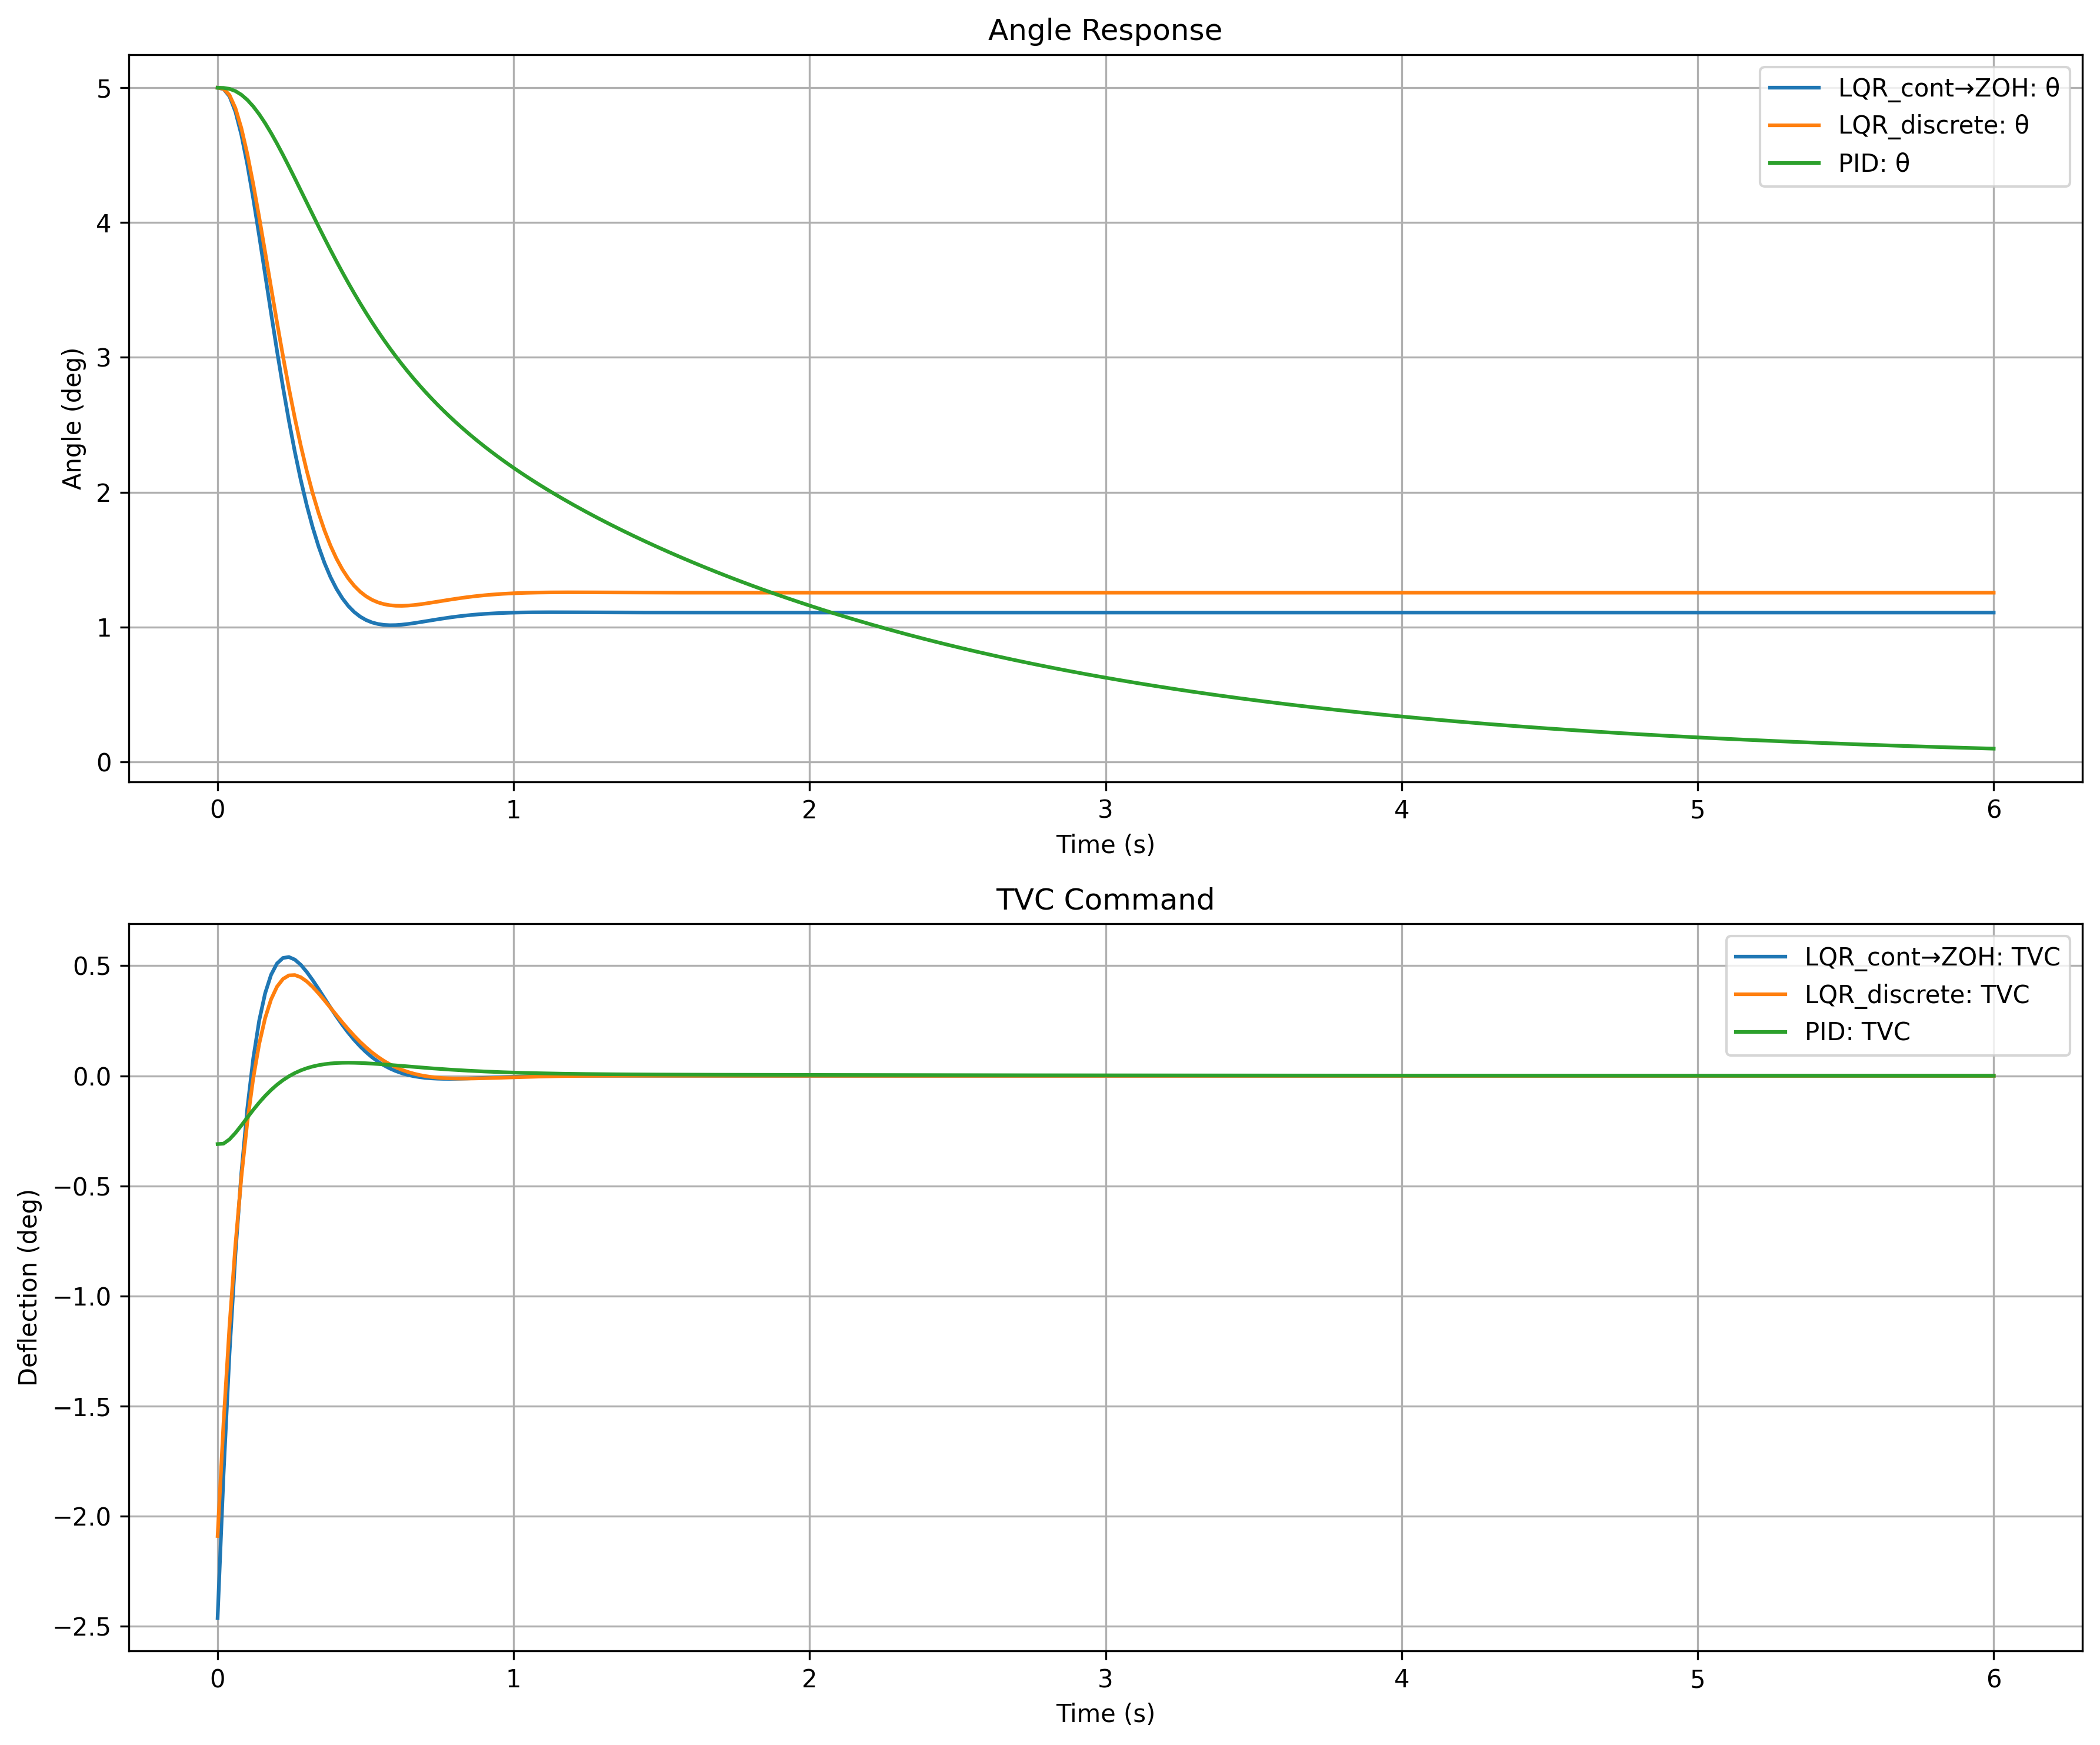 Angle Response
5
4
3
2
1
0
Angle (deg)
LQR_cont→ZOH: θ
LQR_discrete: θ
PID: θ
0 1 2 3 4 5 6
Time (s)
TVC Command
0.5
0.0
−0.5
−1.0
−1.5
−2.0
−2.5
Deflection (deg)
LQR_cont→ZOH: TVC
LQR_discrete: TVC
PID: TVC
0 1 2 3 4 5 6
Time (s)